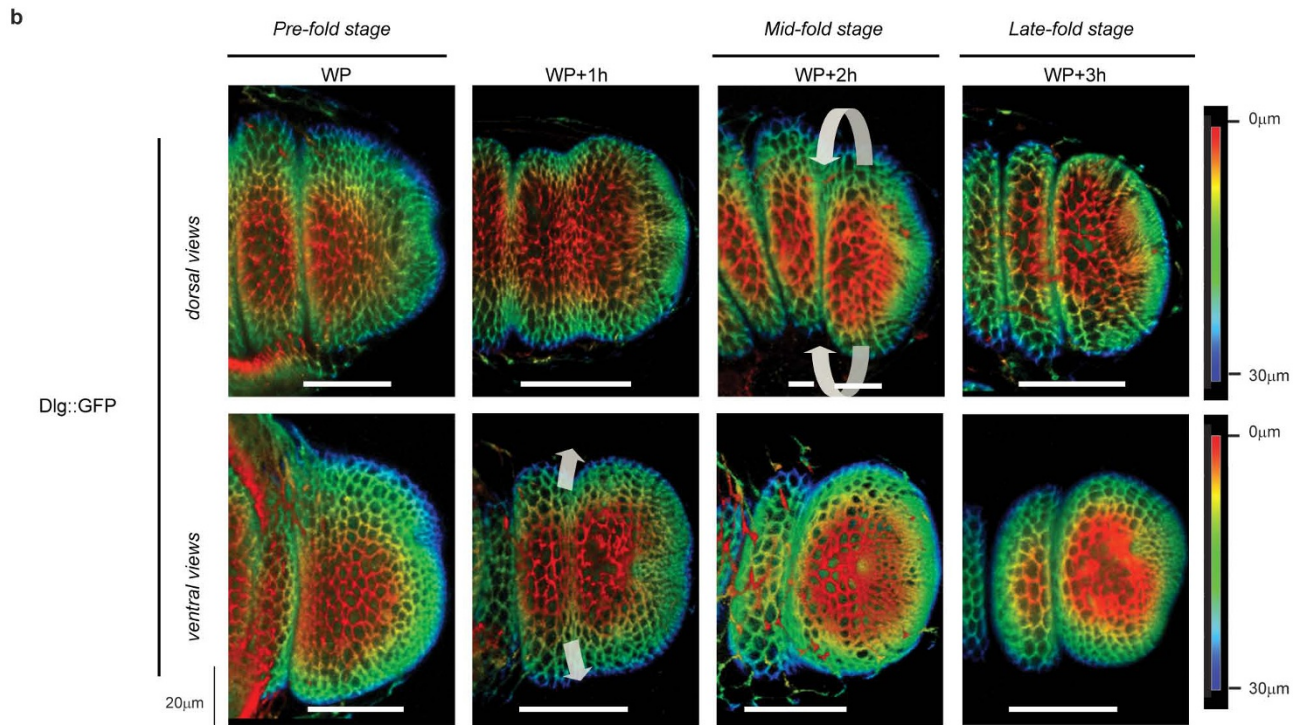 b
Pre-fold stage
Mid-fold stage
Late-fold stage
WP
WP+1h
WP+2h
WP+3h
dorsal views
0µm
30µm
Dlg::GFP
ventral views
0µm
30µm
20µm